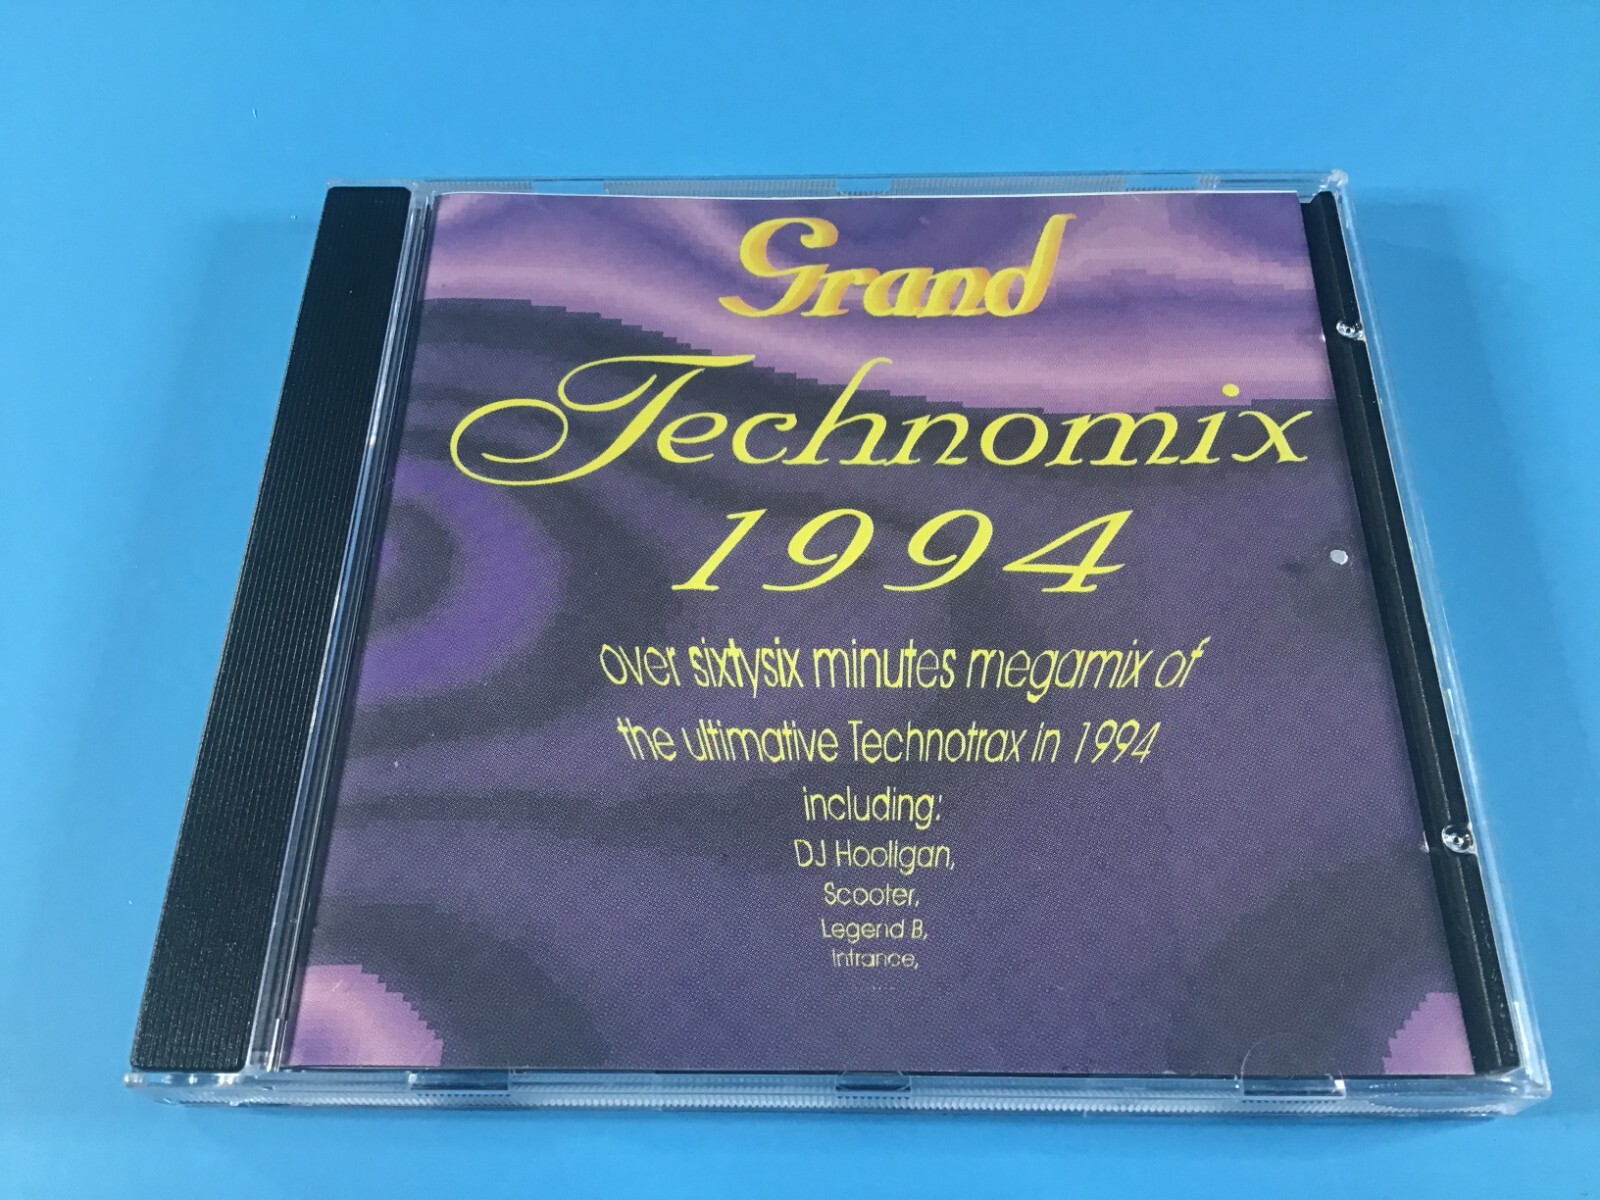 Grand
Technomix
1994
over sixtysix minutes megamix of
the ultimative Technotrax in 1994
including:
DJ Hooligan,
Scooter,
Legend B,
Intrance,